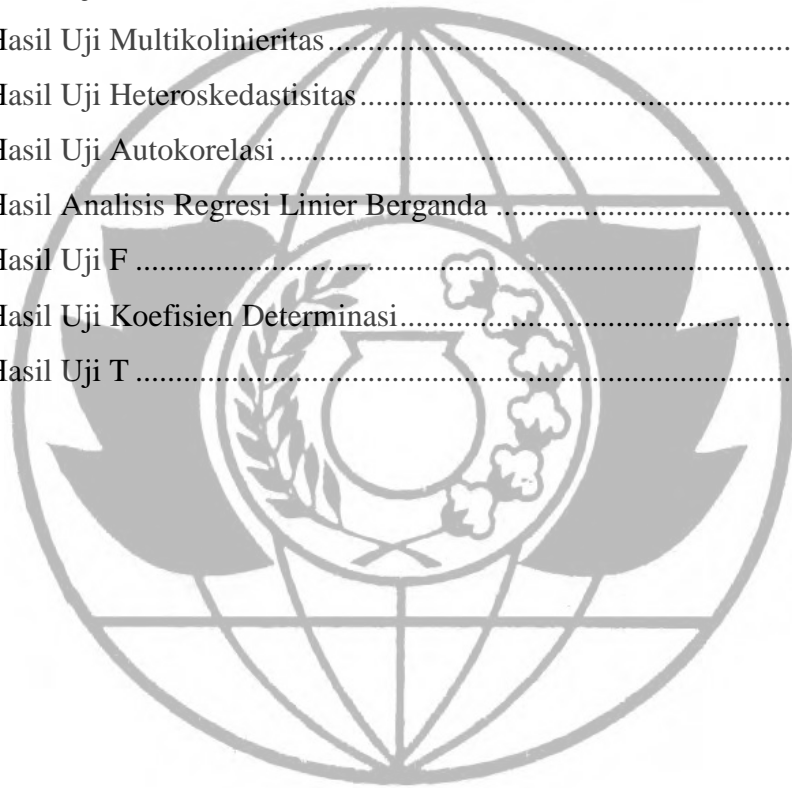 Hasil Uji Multikolinieritas................................................................
Hasil Uji Heteroskedastisitas............................................................
Hasil Uji Autokorelasi......................................................................
Hasil Analisis Regresi Linier Berganda...........................................
Hasil Uji F.......................................................................................
Hasil Uji Koefisien Determinasi.......................................................
Hasil Uji T.......................................................................................